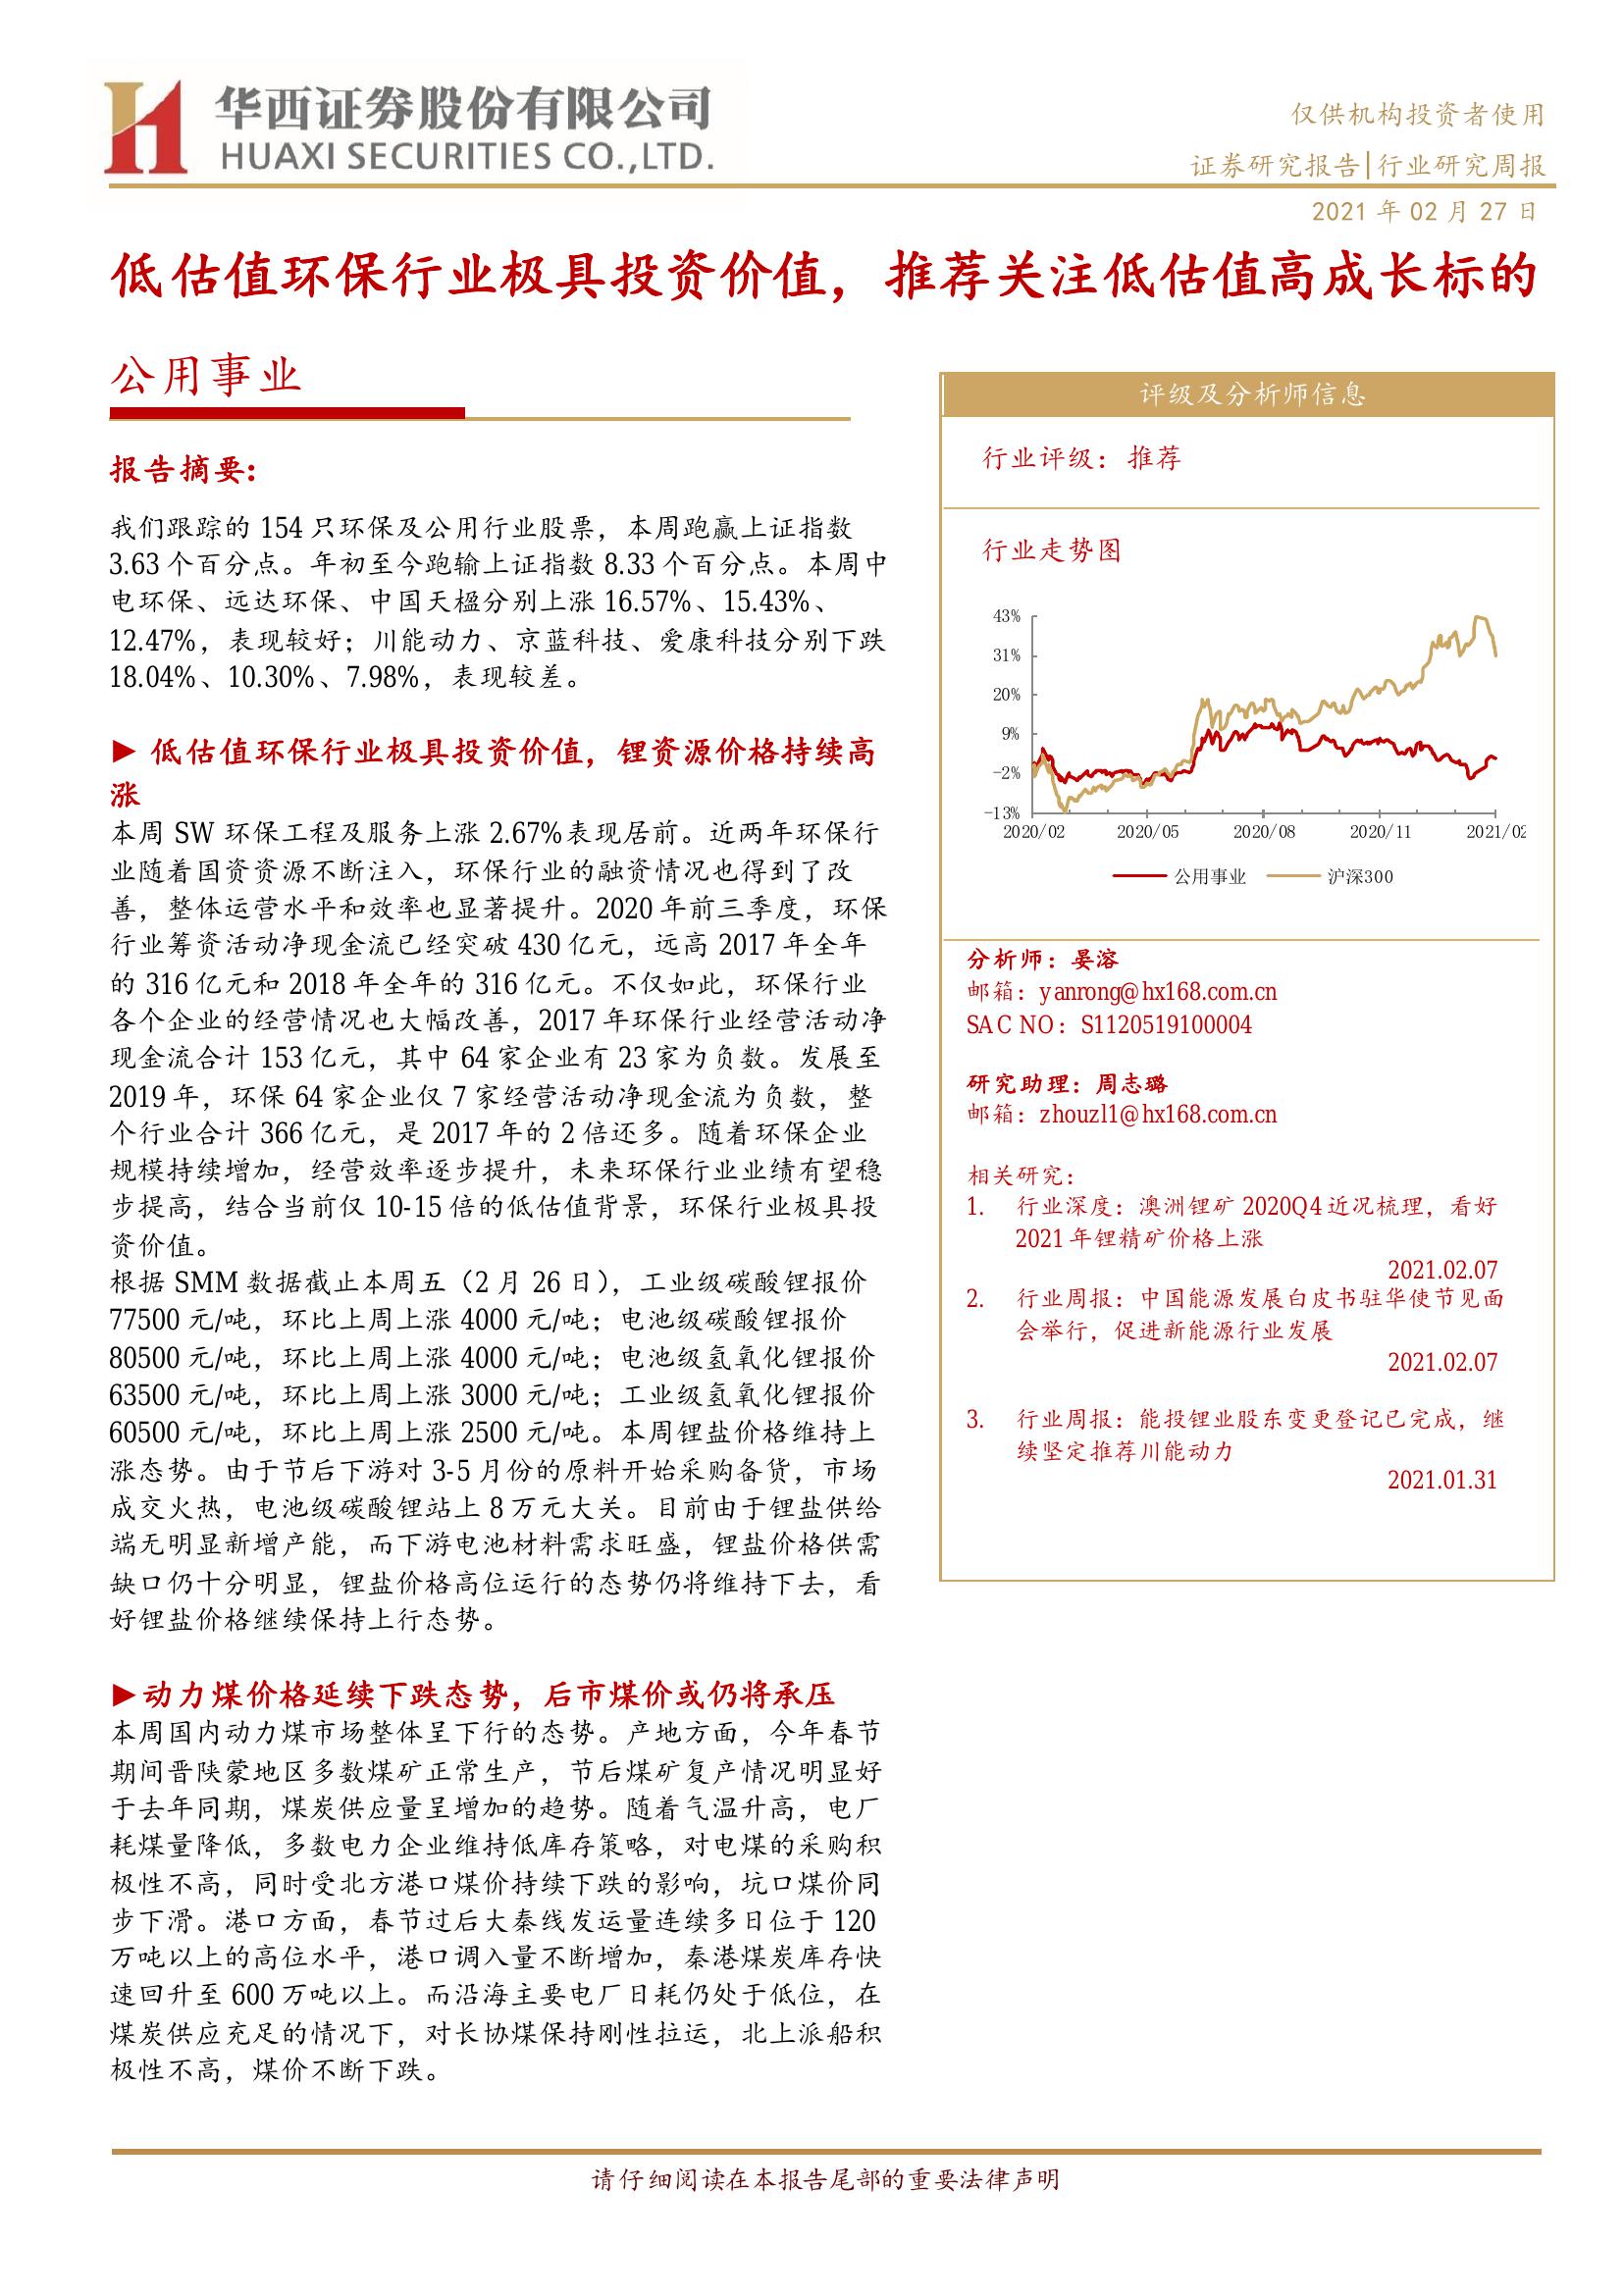 华西证券股份有限公司
HUAXI SECURITIES CO.,LTD.
仅供机构投资者使用
证券研究报告|行业研究周报
2021 年 02 月 27 日
低估值环保行业极具投资价值，推荐关注低估值高成长标的
公用事业
报告摘要:
我们跟踪的 154 只环保及公用行业股票，本周跑赢上证指数
3.63 个百分点。年初至今跑输上证指数 8.33 个百分点。本周中
电环保、远达环保、中国天楹分别上涨 16.57%、15.43%、
12.47%，表现较好；川能动力、京蓝科技、爱康科技分别下跌
18.04%、10.30%、7.98%，表现较差。
►低估值环保行业极具投资价值，锂资源价格持续高
涨
本周 SW 环保工程及服务上涨 2.67%表现居前。近两年环保行
业随着国资资源不断注入，环保行业的融资情况也得到了改
善，整体运营水平和效率也显著提升。2020 年前三季度，环保
行业筹资活动净现金流已经突破 430 亿元，远高 2017 年全年
的 316 亿元和 2018 年全年的 316 亿元。不仅如此，环保行业
各个企业的经营情况也大幅改善，2017 年环保行业经营活动净
现金流合计 153 亿元，其中 64 家企业有 23 家为负数。发展至
2019 年，环保 64 家企业仅 7 家经营活动净现金流为负数，整
个行业合计 366 亿元，是 2017 年的 2 倍还多。随着环保企业
规模持续增加，经营效率逐步提升，未来环保行业业绩有望稳
步提高，结合当前仅 10-15 倍的低估值背景，环保行业极具投
资价值。
根据 SMM 数据截止本周五（2 月 26 日），工业级碳酸锂报价
77500 元/吨，环比上周上涨 4000 元/吨；电池级碳酸锂报价
80500 元/吨，环比上周上涨 4000 元/吨；电池级氢氧化锂报价
63500 元/吨，环比上周上涨 3000 元/吨；工业级氢氧化锂报价
60500 元/吨，环比上周上涨 2500 元/吨。本周锂盐价格维持上
涨态势。由于节后下游对 3-5 月份的原料开始采购备货，市场
成交火热，电池级碳酸锂站上 8 万元大关。目前由于锂盐供给
端无明显新增产能，而下游电池材料需求旺盛，锂盐价格供需
缺口仍十分明显，锂盐价格高位运行的态势仍将维持下去，看
好锂盐价格继续保持上行态势。
►动力煤价格延续下跌态势，后市煤价或仍将承压
本周国内动力煤市场整体呈下行的态势。产地方面，今年春节
期间晋陕蒙地区多数煤矿正常生产，节后煤矿复产情况明显好
于去年同期，煤炭供应量呈增加的趋势。随着气温升高，电厂
耗煤量降低，多数电力企业维持低库存策略，对电煤的采购积
极性不高，同时受北方港口煤价持续下跌的影响，坑口煤价同
步下滑。港口方面，春节过后大秦线发运量连续多日位于 120
万吨以上的高位水平，港口调入量不断增加，秦港煤炭库存快
速回升至 600 万吨以上。而沿海主要电厂日耗仍处于低位，在
煤炭供应充足的情况下，对长协煤保持刚性拉运，北上派船积
极性不高，煤价不断下跌。
评级及分析师信息
行业评级：推荐
行业走势图
43%
31%
20%
9%
-2%
-13%
2020/02 2020/05 2020/08 2020/11 2021/02
公用事业 沪深300
分析师：晏溶
邮箱：yanrong@hx168.com.cn
SAC NO：S1120519100004
研究助理：周志璐
邮箱：zhouzl1@hx168.com.cn
相关研究：
1. 行业深度：澳洲锂矿 2020Q4 近况梳理，看好
2021 年锂精矿价格上涨
2021.02.07
2. 行业周报：中国能源发展白皮书驻华使节见面
会举行，促进新能源行业发展
2021.02.07
3. 行业周报：能投锂业股东变更登记已完成，继
续坚定推荐川能动力
2021.01.31
请仔细阅读在本报告尾部的重要法律声明